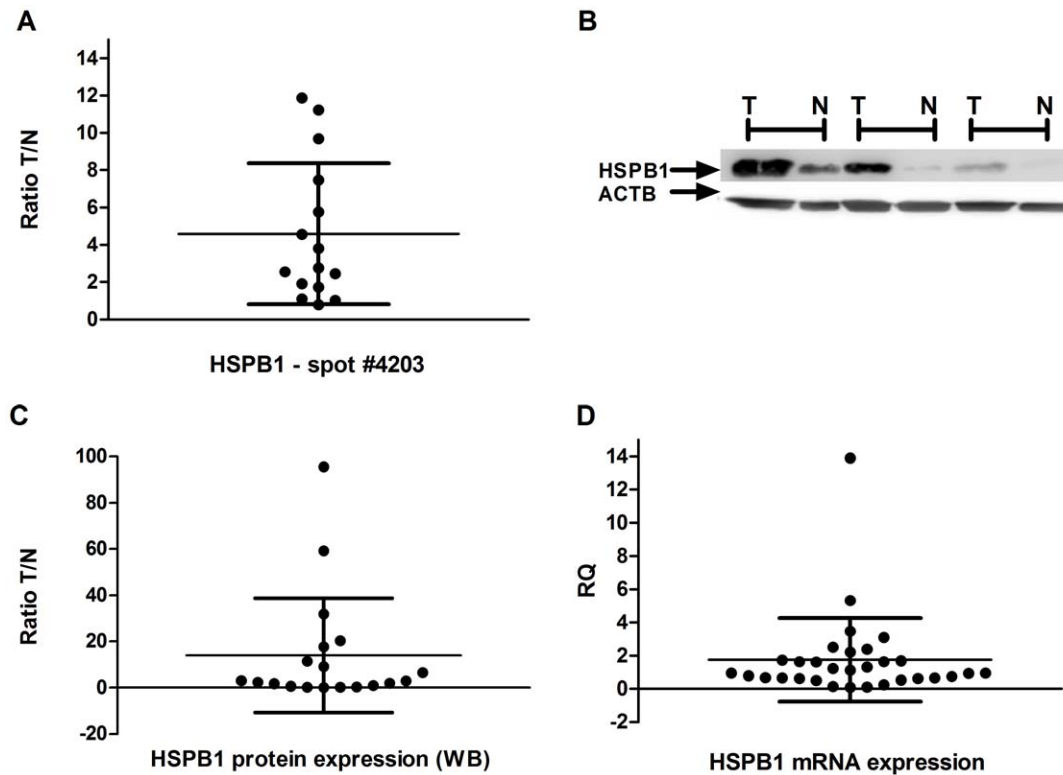 A
Ratio T/N
14
12
10
8
6
4
2
0
HSPB1 - spot #4203
B
T N T N T N
HSPB1
ACTB
C
Ratio T/N
100
80
60
40
20
0
-20
HSPB1 protein expression (WB)
D
RQ
14
12
10
8
6
4
2
0
-2
HSPB1 mRNA expression